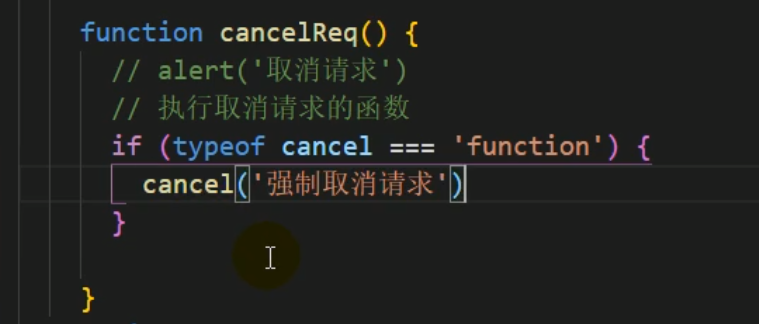 function cancelReq() {
// alert('取消请求')
// 执行取消请求的函数
if (typeof cancel === 'function') {
cancel('强制取消请求')
}
}